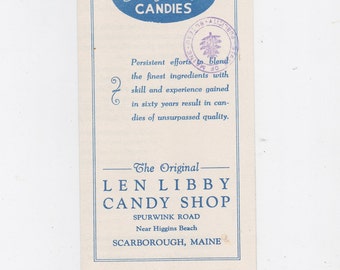 CANDIES
Persistent efforts to blend
the finest ingredients with
skill and experience gained
in sixty years result in can-
dies of unsurpassed quality.
The Original
LEN LIBBY
CANDY SHOP
SPURWINK ROAD
Near Higgins Beach
SCARBOROUGH, MAINE